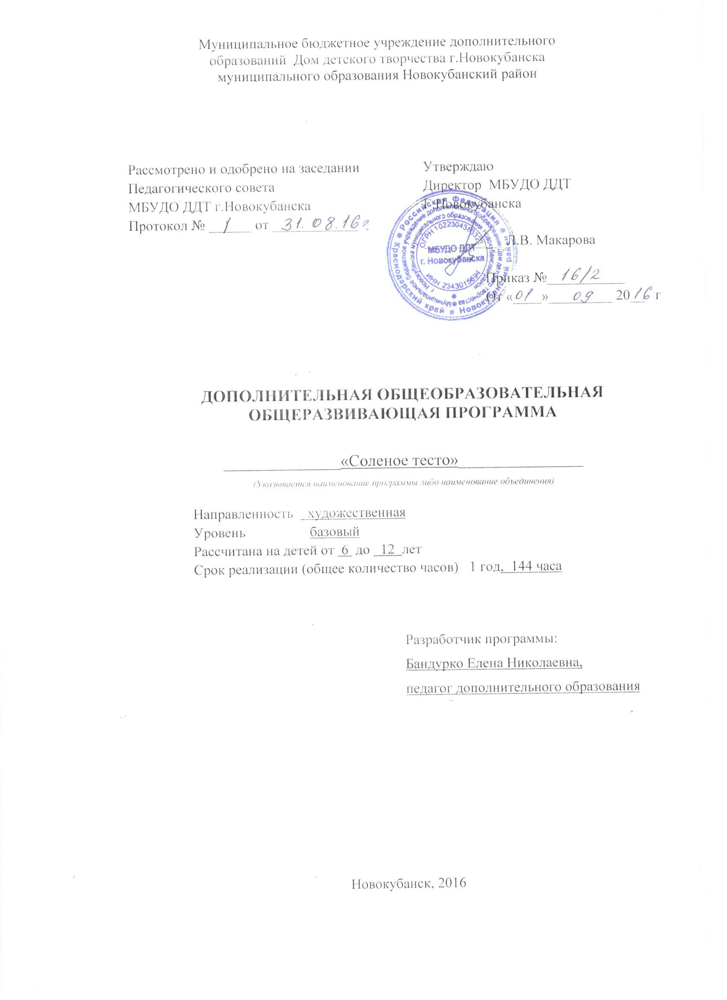 Муниципальное бюджетное учреждение дополнительного
образований Дом детского творчества г.Новокубанска
муниципального образования Новокубанский район
Рассмотрено и одобрено на заседании
Педагогического совета
МБУДО ДДТ г.Новокубанска
Протокол № 1 от 31.08.16г.
Утверждаю
Директор МБУДО ДДТ
Г.Новокубанска
Л.В. Макарова
Приказ № 16/2
От «01» 09 2016 г
Российская Федерация * Краснодарский край * Новокубанский район
Муниципальное бюджетное учреждение дополнительного образования Дом детского творчества
г. Новокубанска муниципального образования Новокубанский район
ОГРН
МБУДО ДДТ
г. Новокубанска
ИНН 2343015694
ДОПОЛНИТЕЛЬНАЯ ОБЩЕОБРАЗОВАТЕЛЬНАЯ
ОБЩЕРАЗВИВАЮЩАЯ ПРОГРАММА
«Соленое тесто»
(Указывается наименование программы либо наименование объединения)
Направленность художественная
Уровень базовый
Рассчитана на детей от 6 до 12 лет
Срок реализации (общее количество часов) 1 год, 144 часа
Разработчик программы:
Бандурко Елена Николаевна,
педагог дополнительного образования
Новокубанск, 2016